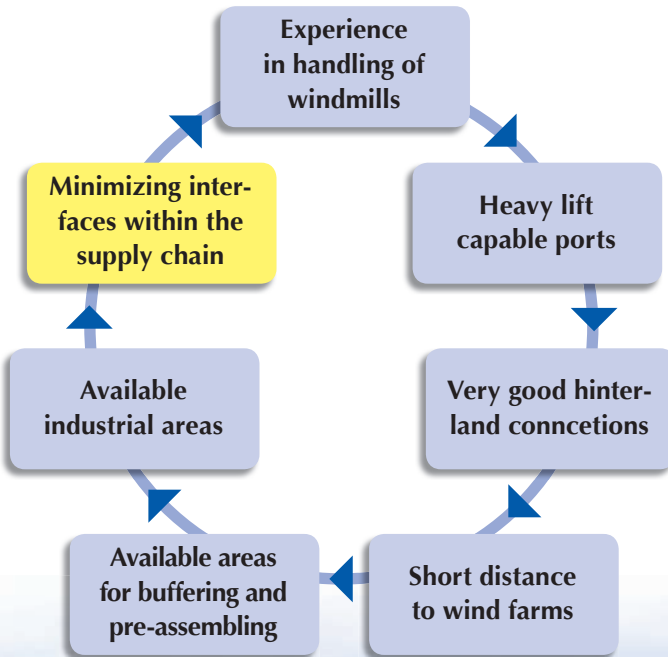 Experience
in handling of
windmills
Heavy lift
capable ports
Very good hinter-
land conncetions
Short distance
to wind farms
Available areas
for buffering and
pre-assembling
Available
industrial areas
Minimizing inter-
faces within the
supply chain